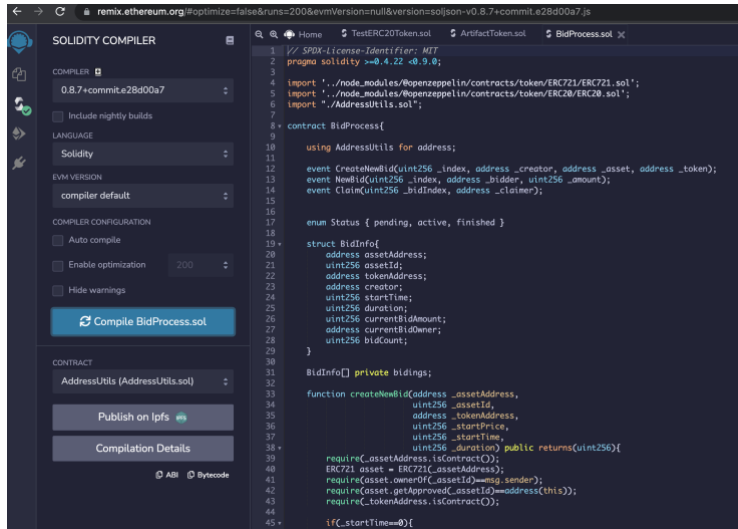 remix.ethereum.org/#optimize=false&runs=200&evmVersion=null&version=soljson-v0.8.7+commit.e28d00a7.js
SOLIDITY COMPILER
COMPILER
0.8.7+commit.e28d00a7
Include nightly builds
LANGUAGE
Solidity
EVM VERSION
compiler default
COMPILER CONFIGURATION
Auto compile
Enable optimization 200
Hide warnings
Compile BidProcess.sol
CONTRACT
AddressUtils (AddressUtils.sol)
Publish on Ipfs
Compilation Details
ABI Bytecode
Home TestERC20Token.sol ArtifactToken.sol BidProcess.sol
1 // SPDX-License-Identifier: MIT
2 pragma solidity >=0.4.22 <0.9.0;
3
4 import '../node_modules/@openzeppelin/contracts/token/ERC721/ERC721.sol';
5 import '../node_modules/@openzeppelin/contracts/token/ERC20/ERC20.sol';
6 import "./AddressUtils.sol";
7
8 contract BidProcess{
9
10 using AddressUtils for address;
11
12 event CreateNewBid(uint256 _index, address _creator, address _asset, address _token);
13 event NewBid(uint256 _index, address _bidder, uint256 _amount);
14 event Claim(uint256 _bidIndex, address _claimer);
15
16
17 enum Status { pending, active, finished }
18
19 struct BidInfo{
20 address assetAddress;
21 uint256 assetId;
22 address tokenAddress;
23 address creator;
24 uint256 startTime;
25 uint256 duration;
26 uint256 currentBidAmount;
27 address currentBidOwner;
28 uint256 bidCount;
29 }
30
31 BidInfo[] private bidings;
32
33 function createNewBid(address _assetAddress,
34 uint256 _assetId,
35 address _tokenAddress,
36 uint256 _startPrice,
37 uint256 _startTime,
38 uint256 _duration) public returns(uint256){
39 require(_assetAddress.isContract());
40 ERC721 asset = ERC721(_assetAddress);
41 require(asset.ownerOf(_assetId)==msg.sender);
42 require(asset.getApproved(_assetId)==address(this));
43 require(_tokenAddress.isContract());
44
45 if(_startTime==0){